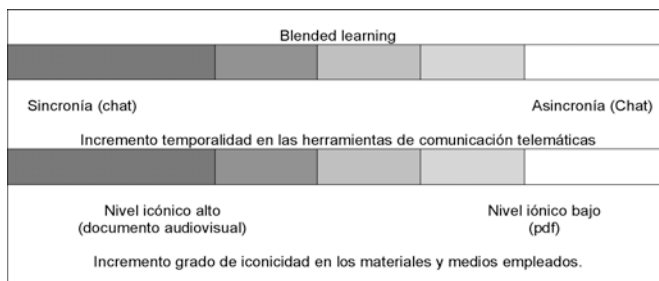 Blended learning
Sincronía (chat) Asincronía (Chat)
Incremento temporalidad en las herramientas de comunicación telemáticas
Nivel icónico alto Nivel iónico bajo
(documento audiovisual) (pdf)
Incremento grado de iconicidad en los materiales y medios empleados.